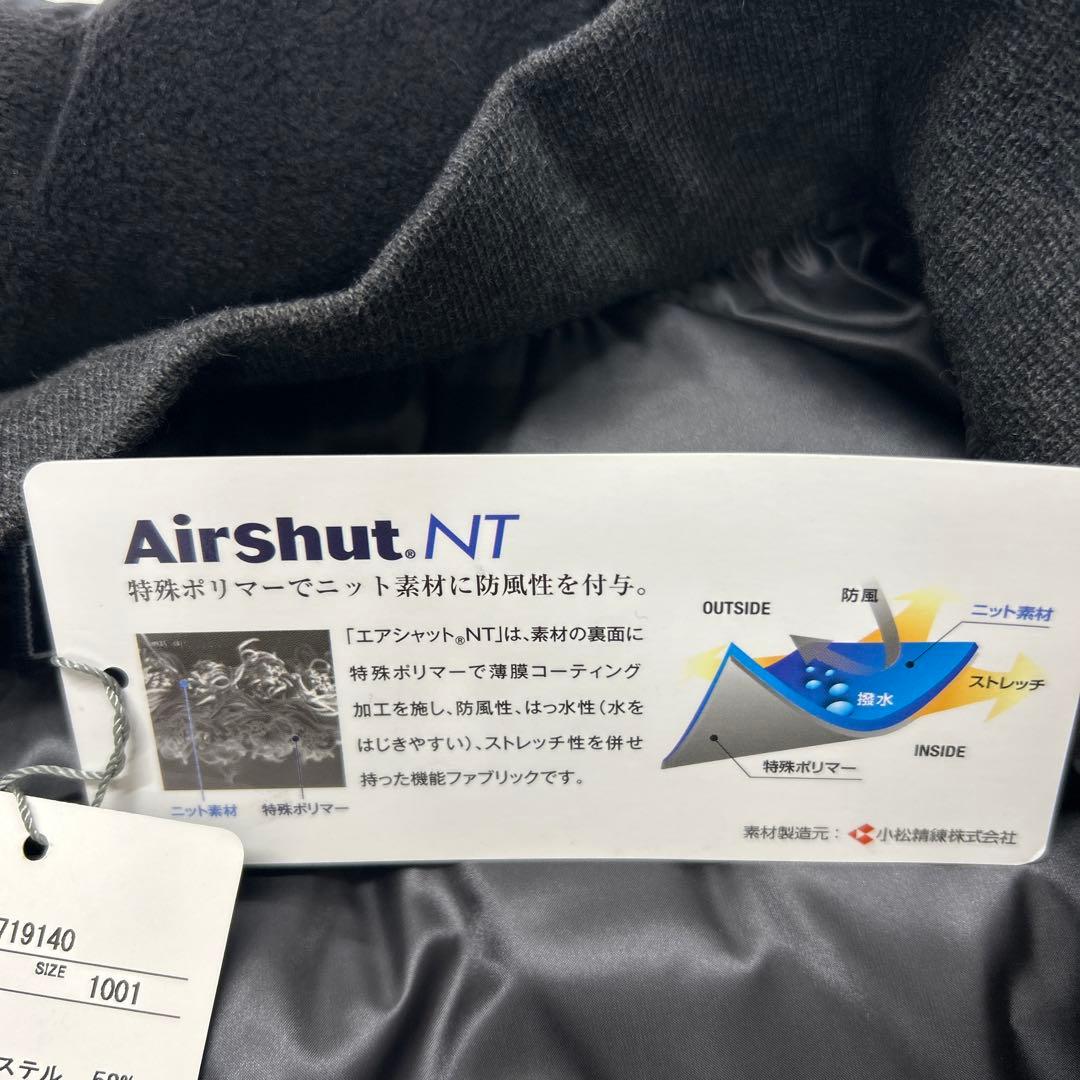 Airshut® NT
特殊ポリマーでニット素材に防風性を付与。
「エアシャット®NT」は、素材の裏面に
特殊ポリマーで薄膜コーティング
加工を施し、防風性、はっ水性（水を
はじきやすい）、ストレッチ性を併せ
持った機能ファブリックです。
ニット素材
特殊ポリマー
OUTSIDE
防風
ニット素材
ストレッチ
撥水
INSIDE
特殊ポリマー
素材製造元：小松精練株式会社
719140
SIZE 1001
ステル